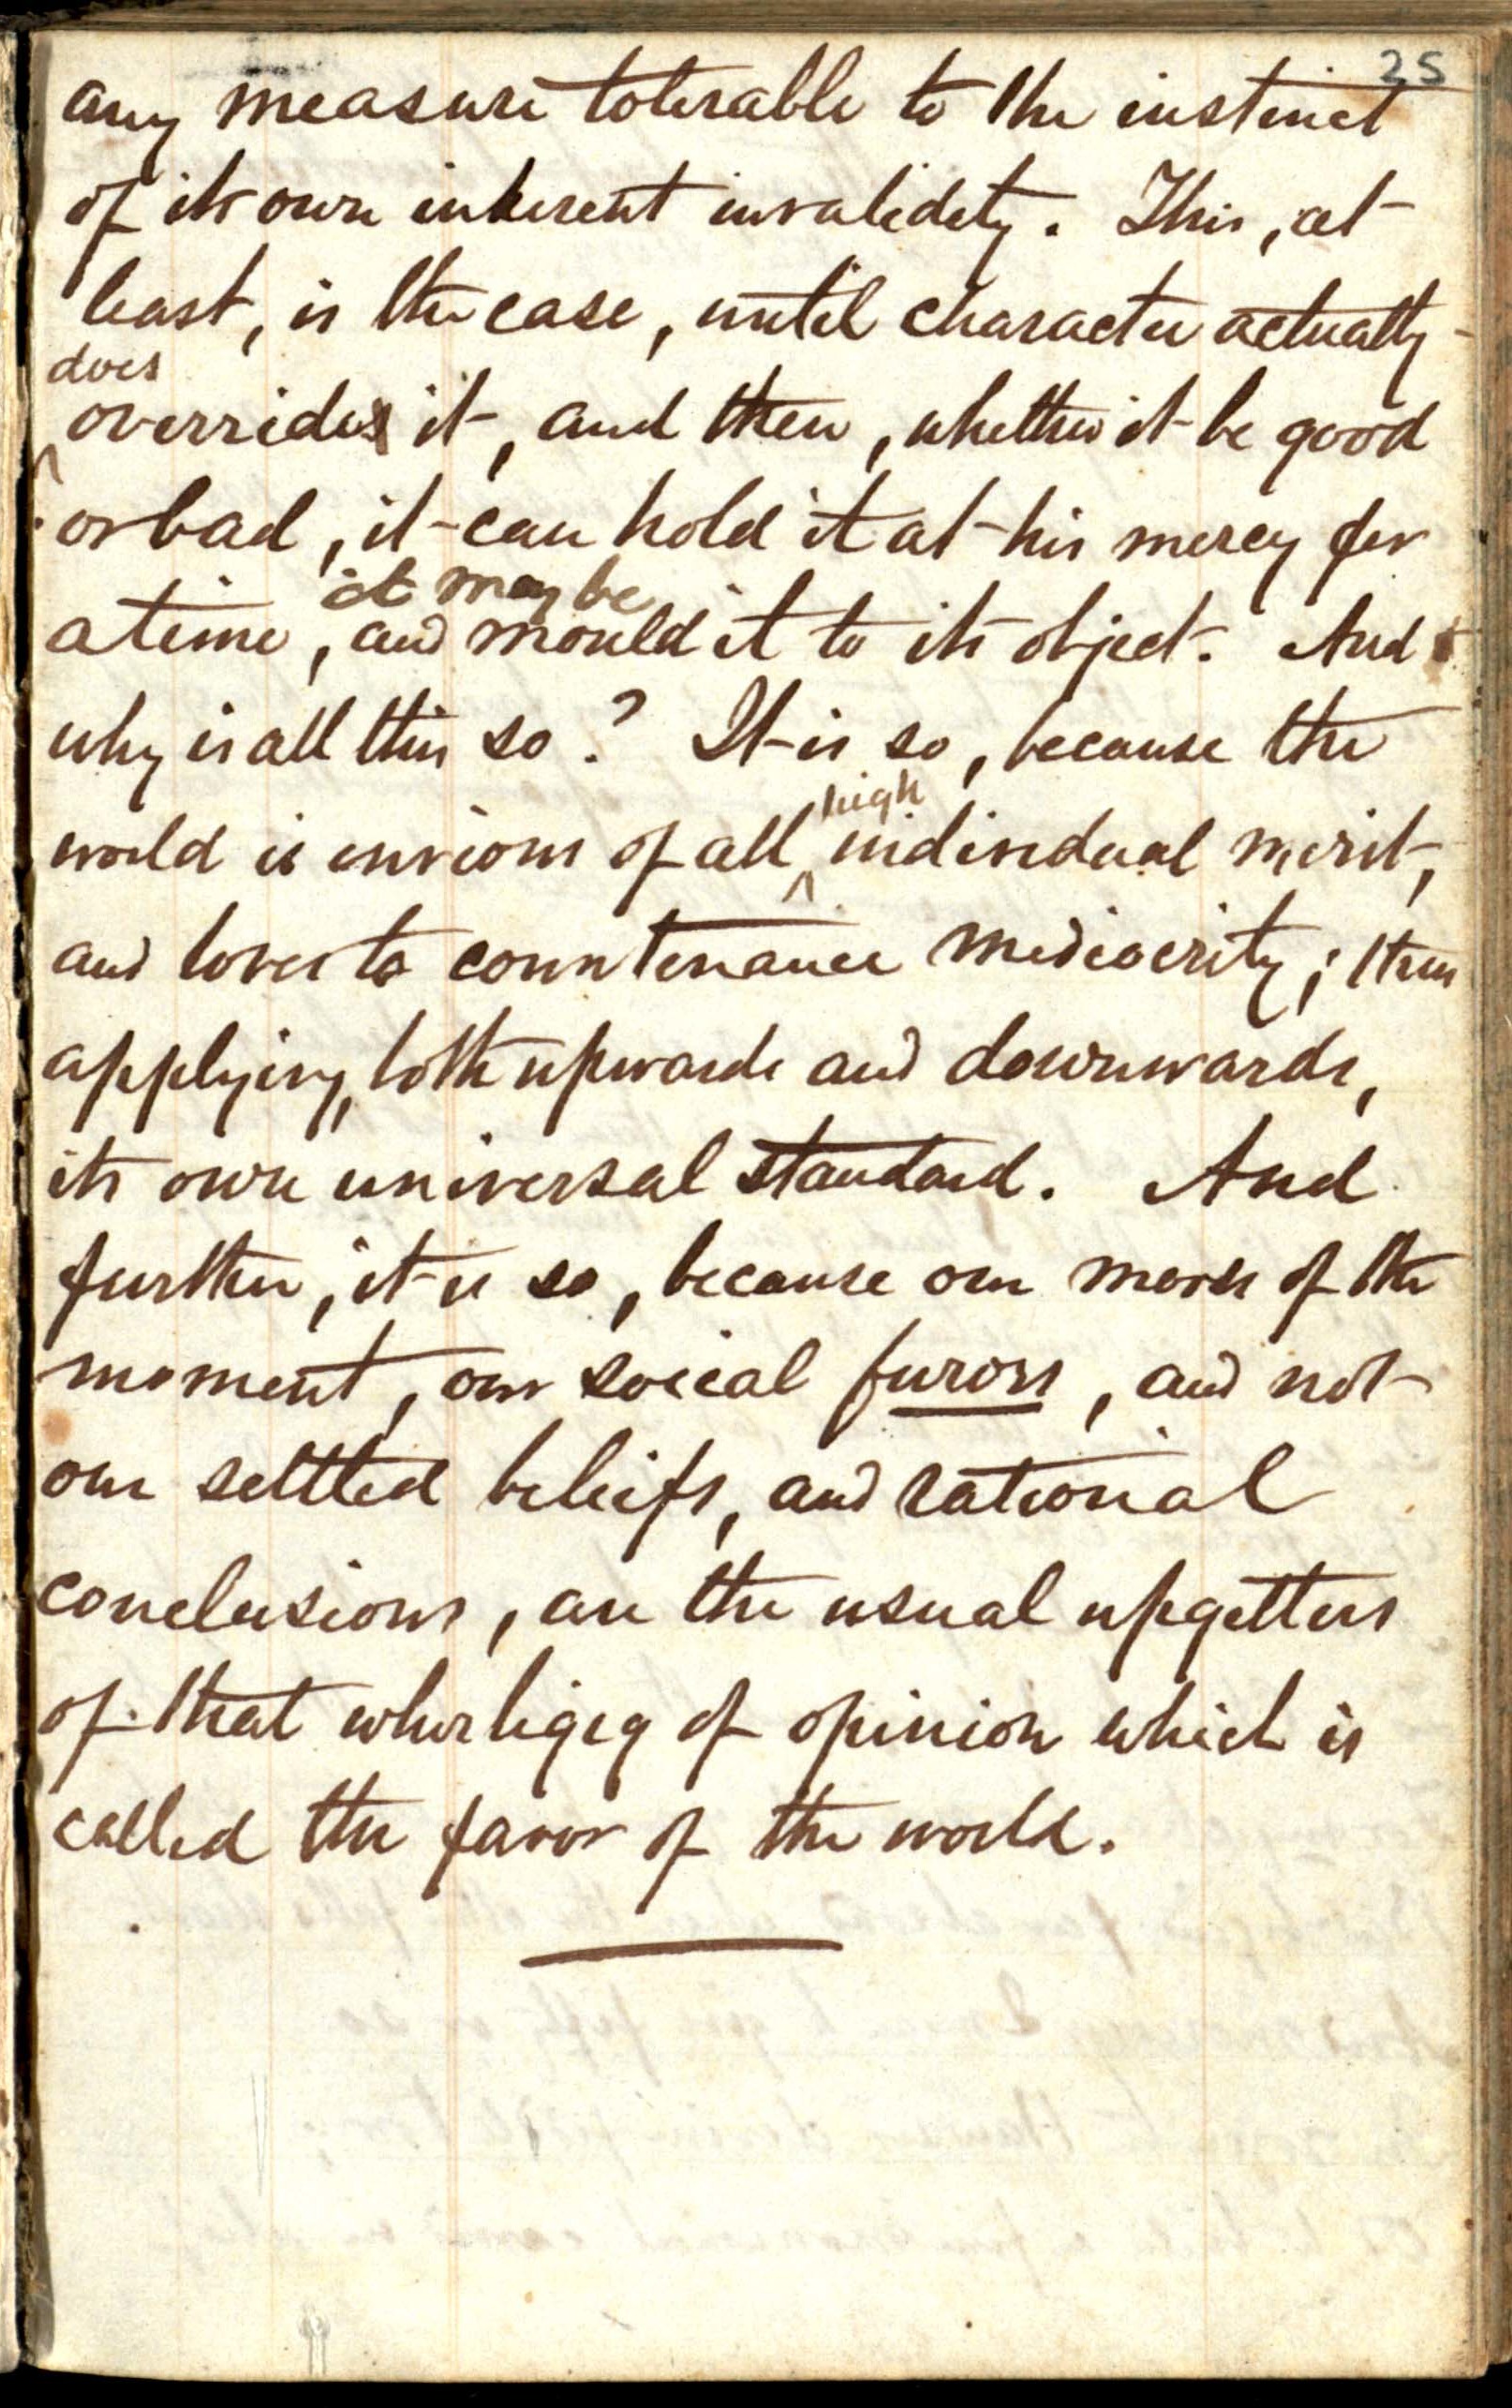 25
any measure tolerable to the instinct
of its own inherent invalidity. This, at
least, is the case, until character actually
does
override it, and then, whether it be good
or bad, it can hold it at his mercy for
it may be
a time, and mould it to its object. And
why is all this so? It is so, because the
high
world is envious of all individual merit,
and loves to countenance mediocrity; thus
applying, both upwards and downwards,
its own universal standard. And
further, it is so, because our mores of the
moment, our social furors, and not
our settled beliefs, and rational
conclusions, are the usual upgetters
of that whirligig of opinion which is
called the favor of the world.